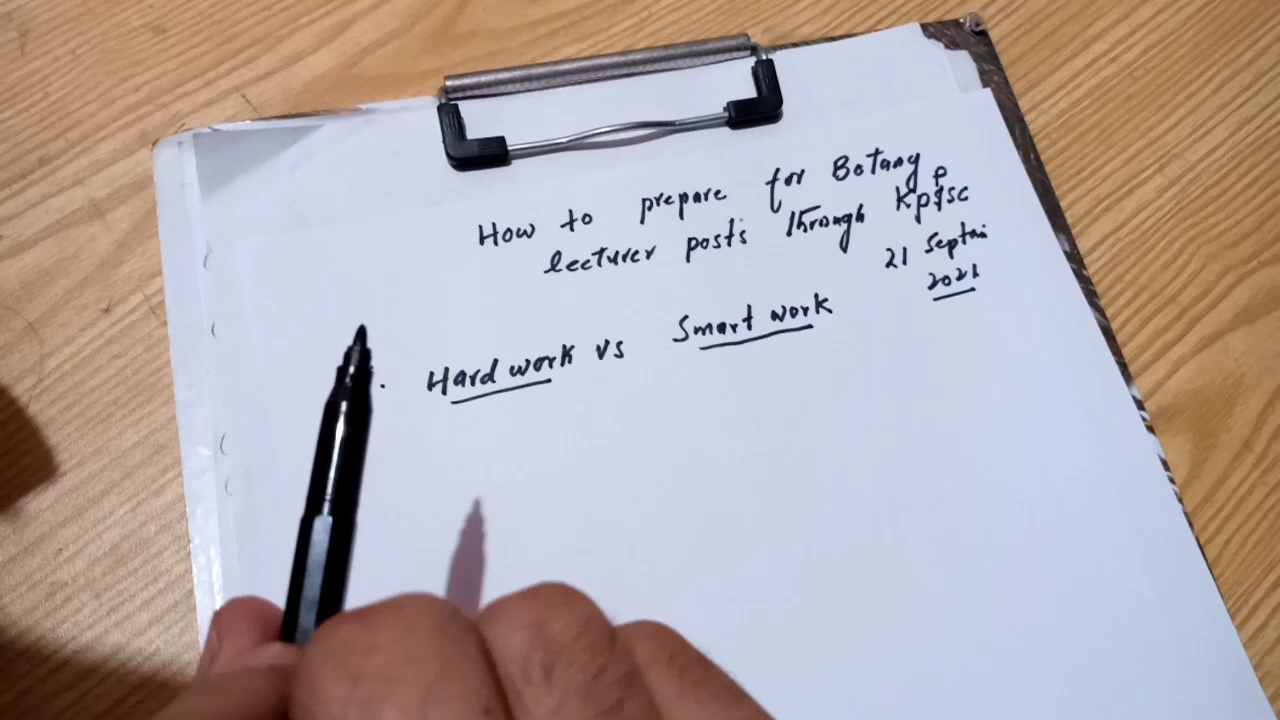 How to prepare for Botany
lecturer posts through KPPSC
21 Septem
2021
Hard work vs Smart work